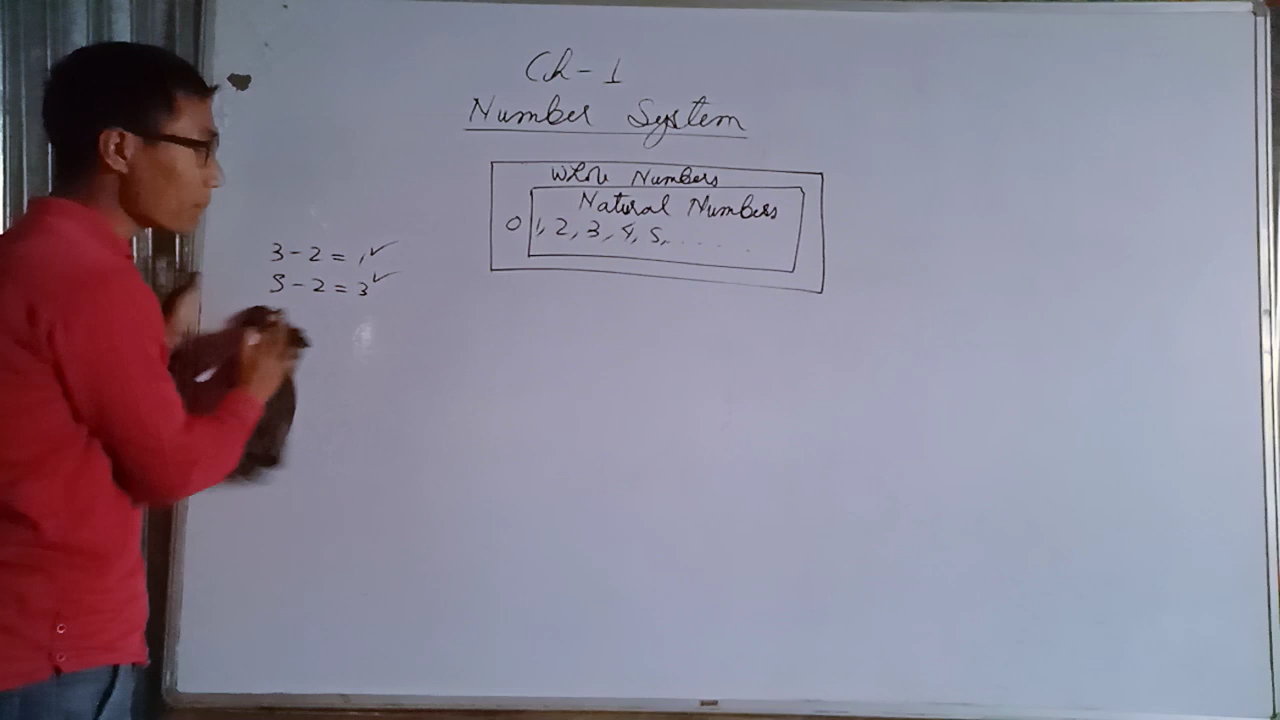 Ch-1
Number System
Whole Numbers
Natural Numbers
0 1, 2, 3, 4, 5, . . . . .
3 - 2 = 1 ✓
5 - 2 = 3 ✓